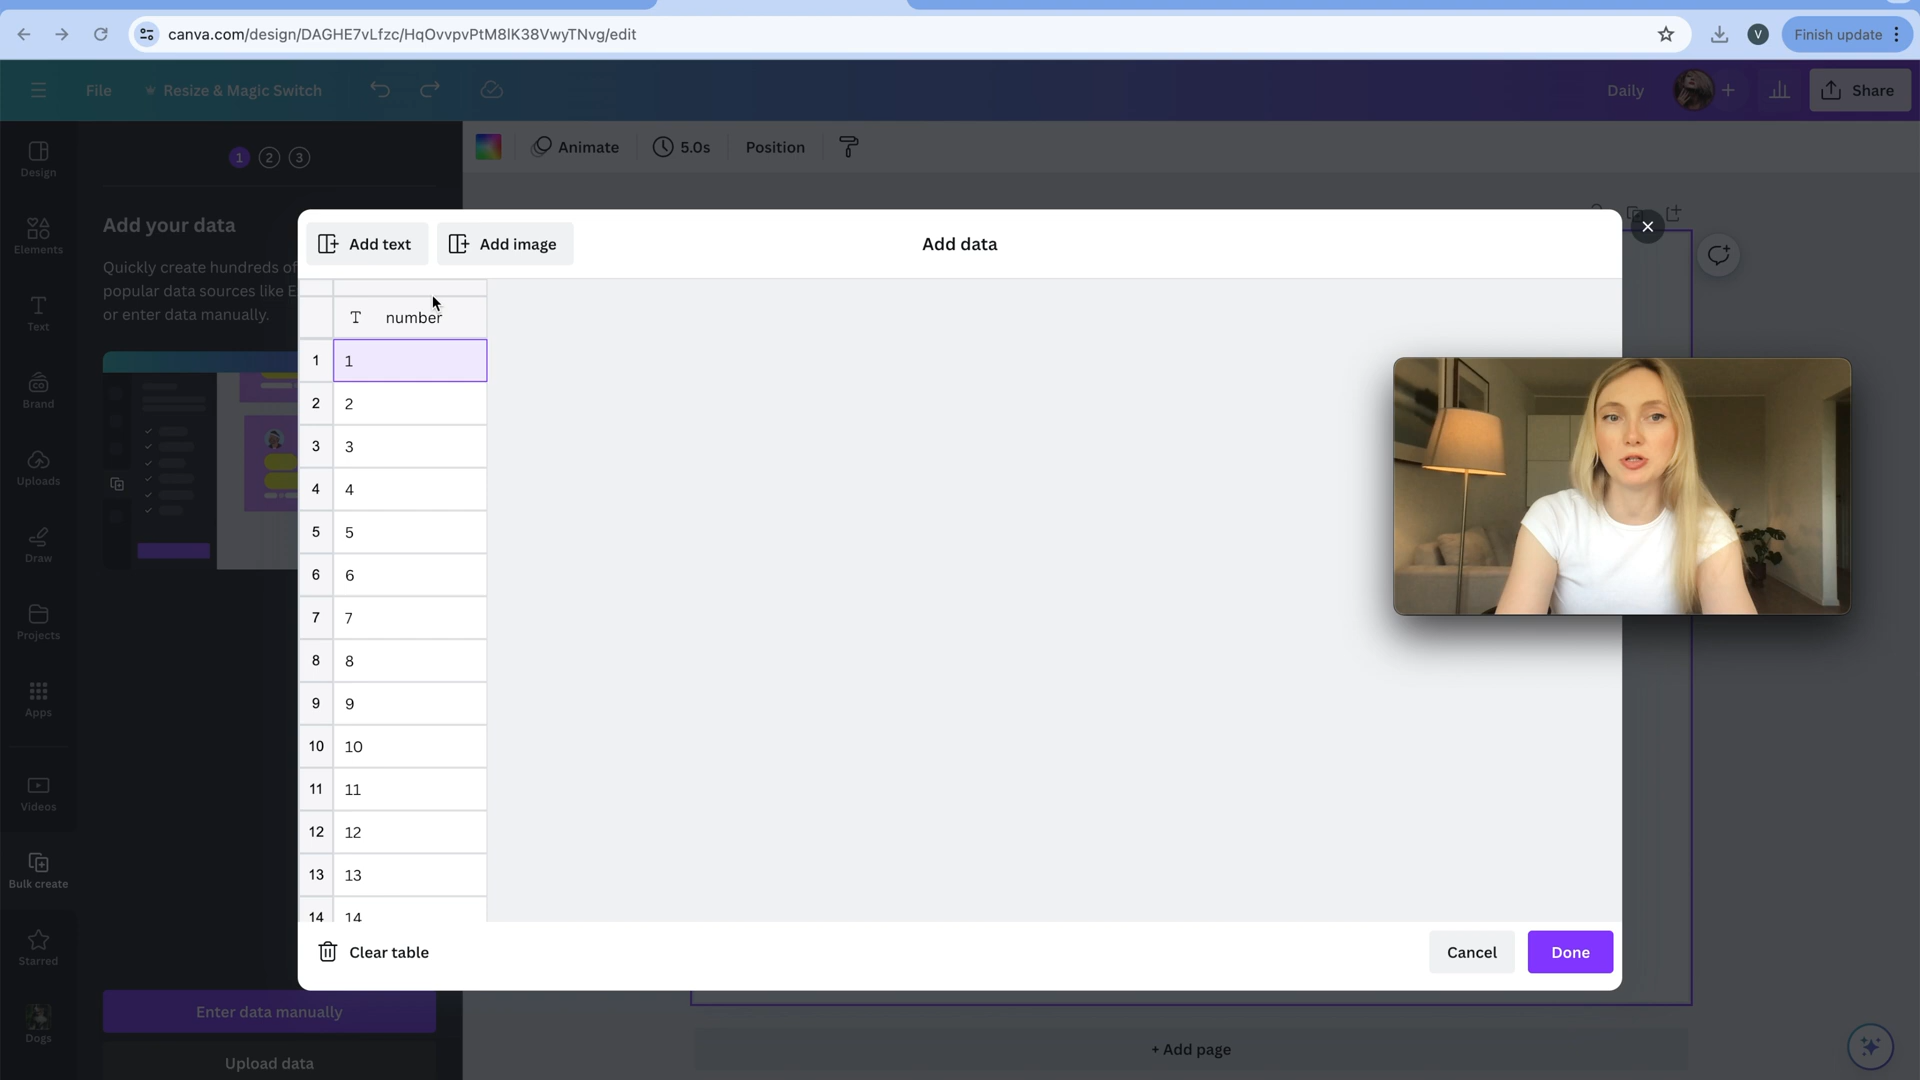 canva.com/design/DAGHE7vLfzc/HqOvvpvPtM8lK38VwyTNvg/edit
V
Finish update
File
Resize & Magic Switch
Daily
Share
Design
Elements
Text
Brand
Uploads
Draw
Projects
Apps
Videos
Bulk create
Starred
Dogs
1 2 3
Add your data
Quickly create hundreds of
popular data sources like E
or enter data manually.
Enter data manually
Upload data
Animate
5.0s
Position
Add text
Add image
Add data
T number
1 1
2 2
3 3
4 4
5 5
6 6
7 7
8 8
9 9
10 10
11 11
12 12
13 13
14 14
Clear table
Cancel
Done
+ Add page